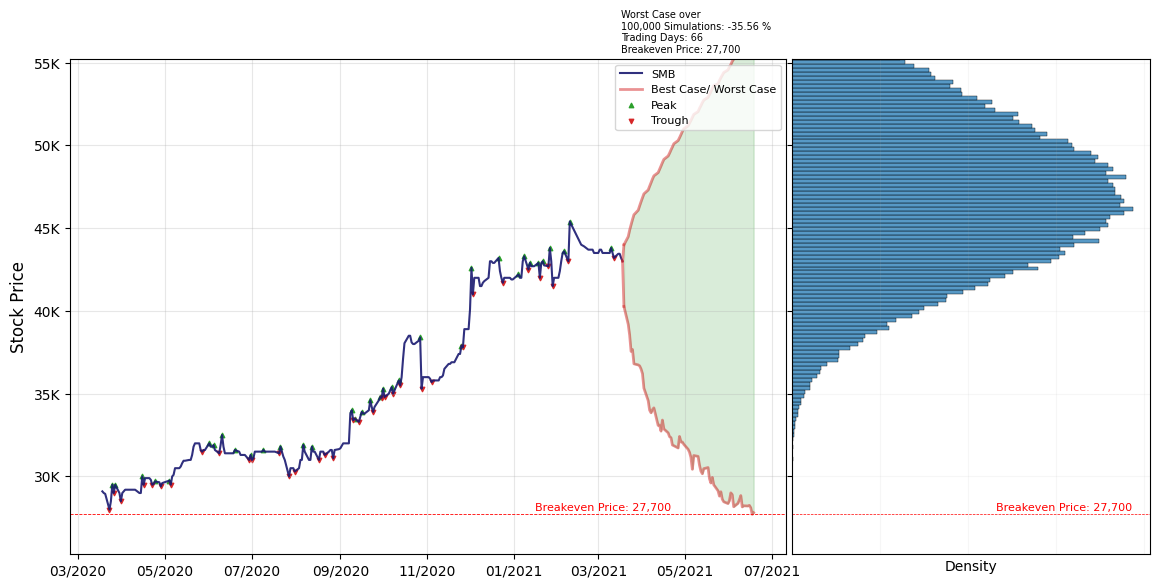 Worst Case over
100,000 Simulations: -35.56 %
Trading Days: 66
Breakeven Price: 27,700
55K
50K
45K
40K
35K
30K
Stock Price
SMB
Best Case/ Worst Case
Peak
Trough
Breakeven Price: 27,700
Breakeven Price: 27,700
03/2020 05/2020 07/2020 09/2020 11/2020 01/2021 03/2021 05/2021 07/2021
Density